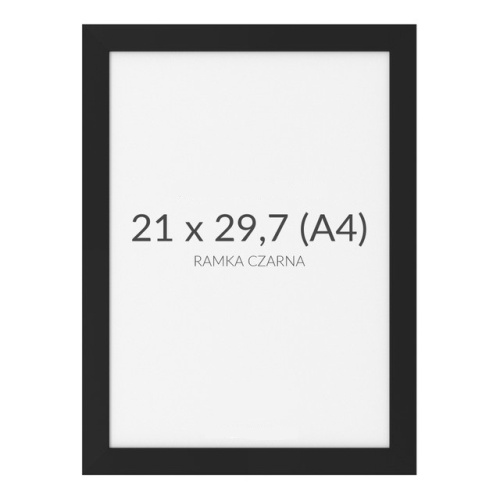 21 x 29,7 (A4)
RAMKA CZARNA